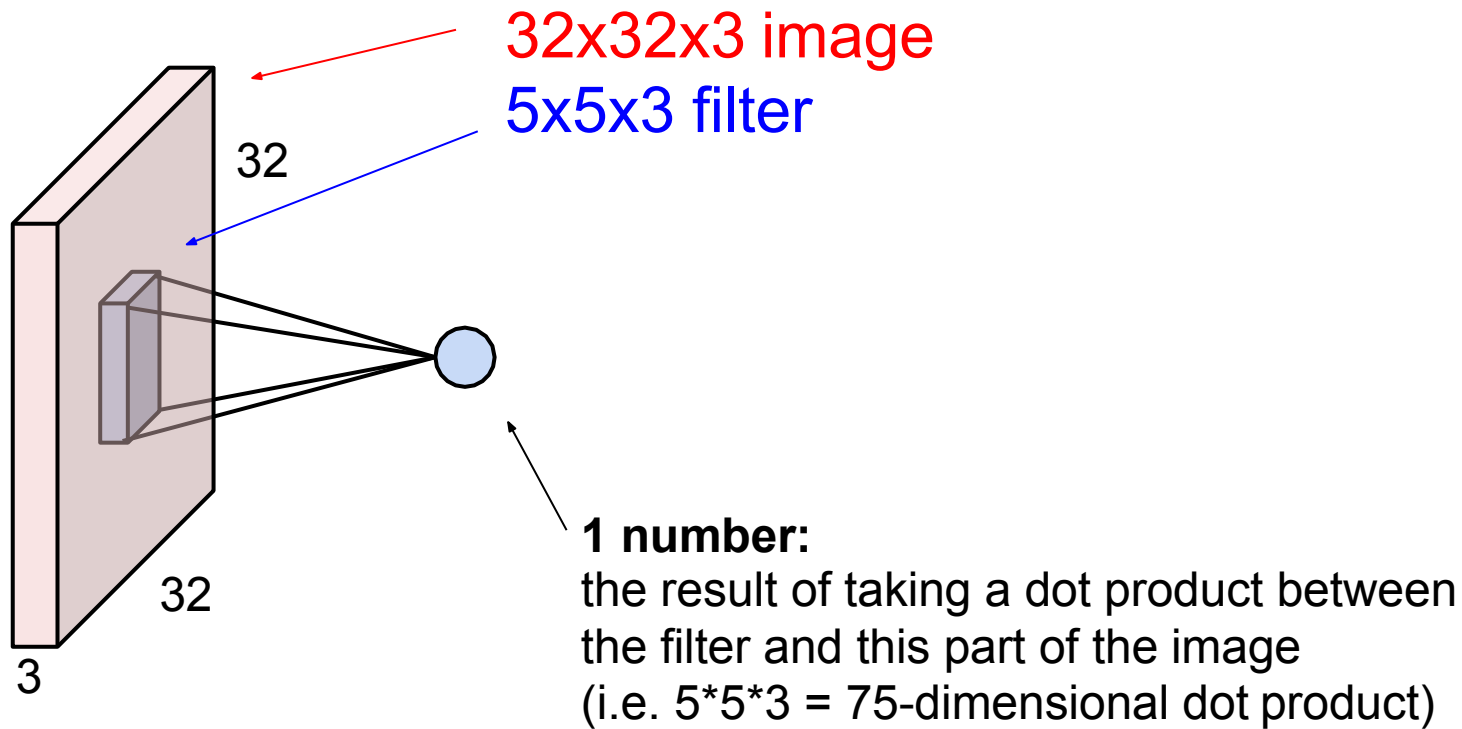 32x32x3 image
5x5x3 filter
32
32
3
1 number:
the result of taking a dot product between
the filter and this part of the image
(i.e. 5*5*3 = 75-dimensional dot product)